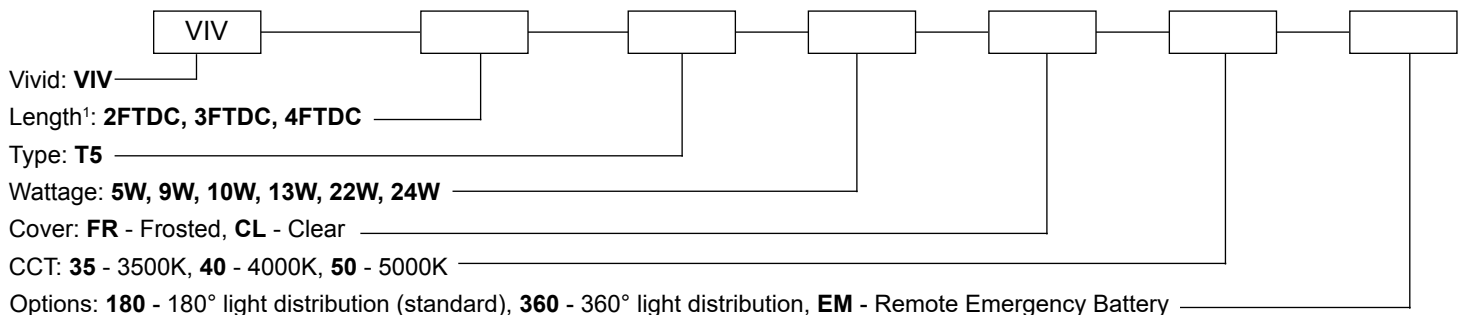 VIV
Vivid: VIV
Length¹: 2FTDC, 3FTDC, 4FTDC
Type: T5
Wattage: 5W, 9W, 10W, 13W, 22W, 24W
Cover: FR - Frosted, CL - Clear
CCT: 35 - 3500K, 40 - 4000K, 50 - 5000K
Options: 180 - 180° light distribution (standard), 360 - 360° light distribution, EM - Remote Emergency Battery